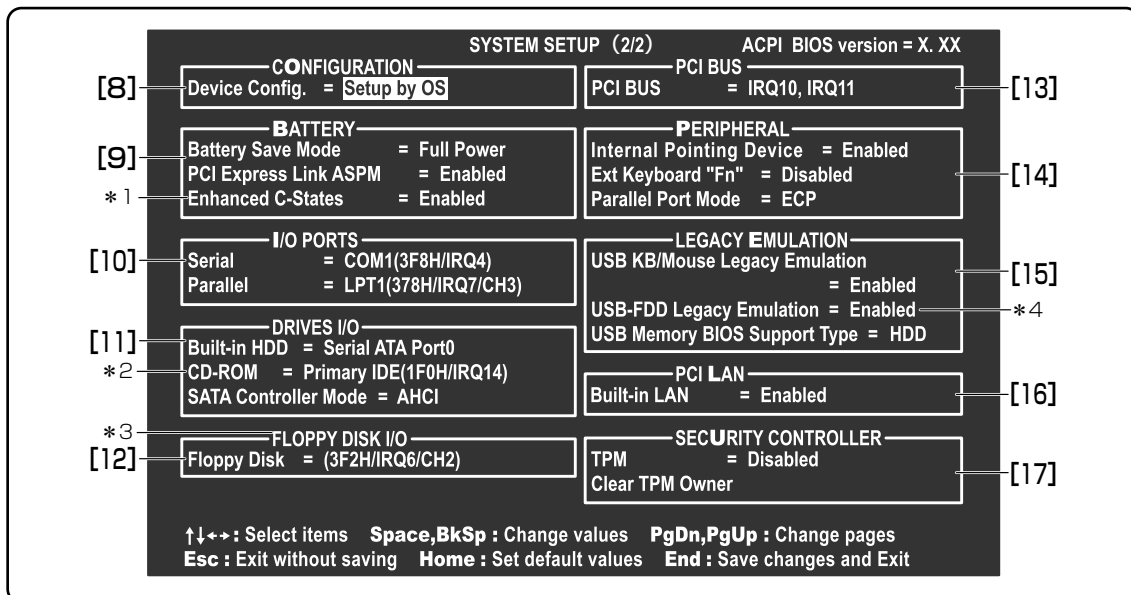 SYSTEM SETUP (2/2) ACPI BIOS version = X. XX
CONFIGURATION
[8] Device Config. = Setup by OS
BATTERY
[9] Battery Save Mode = Full Power
PCI Express Link ASPM = Enabled
*1 Enhanced C-States = Enabled
I/O PORTS
[10] Serial = COM1(3F8H/IRQ4)
Parallel = LPT1(378H/IRQ7/CH3)
DRIVES I/O
[11] Built-in HDD = Serial ATA Port0
*2 CD-ROM = Primary IDE(1F0H/IRQ14)
SATA Controller Mode = AHCI
*3 FLOPPY DISK I/O
[12] Floppy Disk = (3F2H/IRQ6/CH2)
PCI BUS
PCI BUS = IRQ10, IRQ11 [13]
PERIPHERAL
Internal Pointing Device = Enabled
Ext Keyboard "Fn" = Disabled [14]
Parallel Port Mode = ECP
LEGACY EMULATION
USB KB/Mouse Legacy Emulation [15]
= Enabled
USB-FDD Legacy Emulation = Enabled *4
USB Memory BIOS Support Type = HDD
PCI LAN
Built-in LAN = Enabled [16]
SECURITY CONTROLLER
TPM = Disabled [17]
Clear TPM Owner
↑↓←→: Select items Space,BkSp : Change values PgDn,PgUp : Change pages
Esc : Exit without saving Home : Set default values End : Save changes and Exit